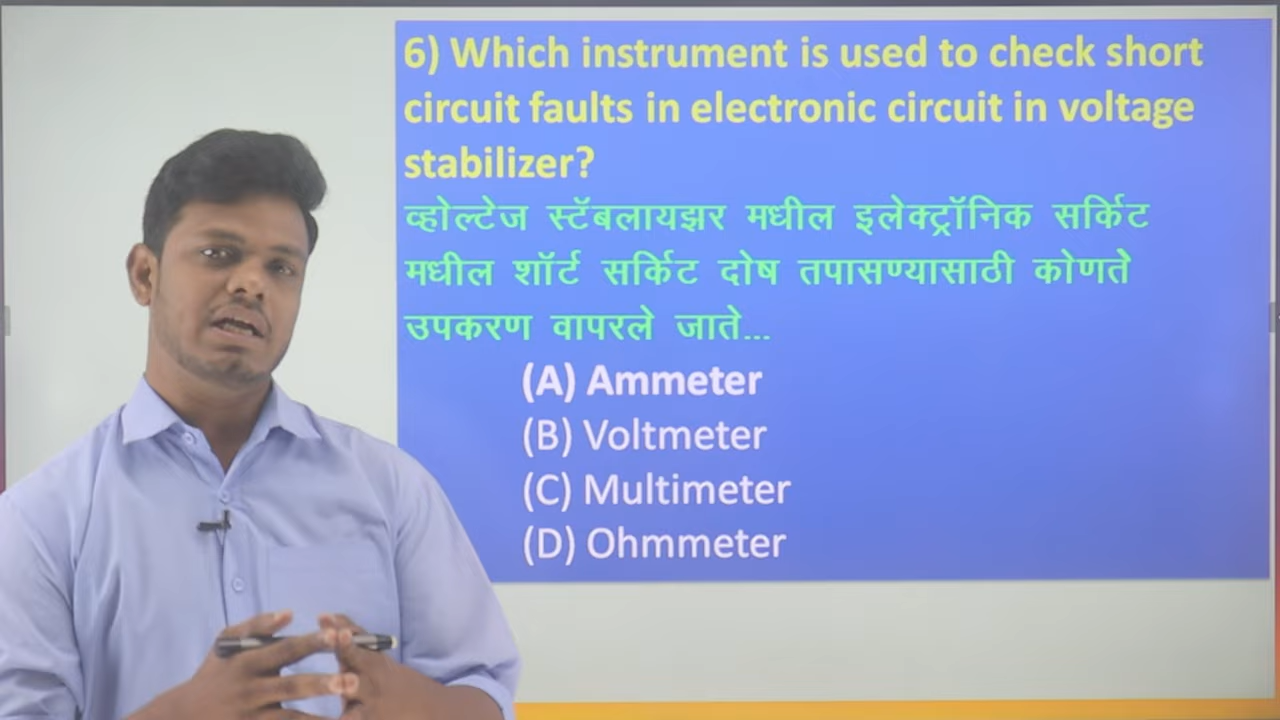 6) Which instrument is used to check short
circuit faults in electronic circuit in voltage
stabilizer?
व्होल्टेज स्टॅबलायझर मधील इलेक्ट्रॉनिक सर्किट
मधील शॉर्ट सर्किट दोष तपासण्यासाठी कोणते
उपकरण वापरले जाते...
(A) Ammeter
(B) Voltmeter
(C) Multimeter
(D) Ohmmeter